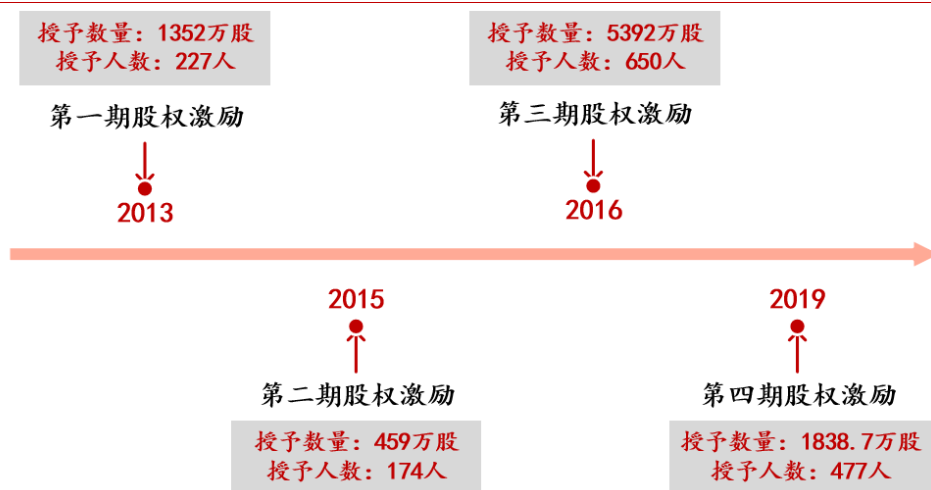 授予数量：1352万股
授予人数：227人
第一期股权激励
2013
授予数量：5392万股
授予人数：650人
第三期股权激励
2016
2015
第二期股权激励
授予数量：459万股
授予人数：174人
2019
第四期股权激励
授予数量：1838.7万股
授予人数：477人